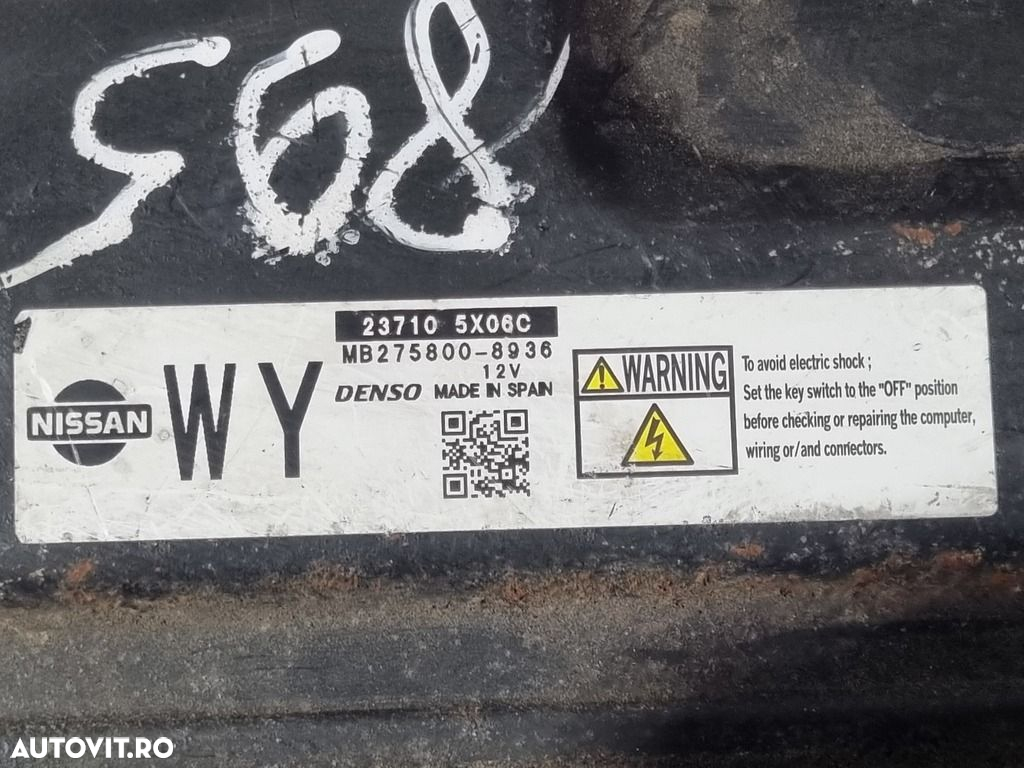 568
23710 5X06C
MB275800-8936
12V
DENSO MADE IN SPAIN
NISSAN
WY
WARNING
To avoid electric shock ;
Set the key switch to the "OFF" position
before checking or repairing the computer,
wiring or/and connectors.
AUTOVIT.RO